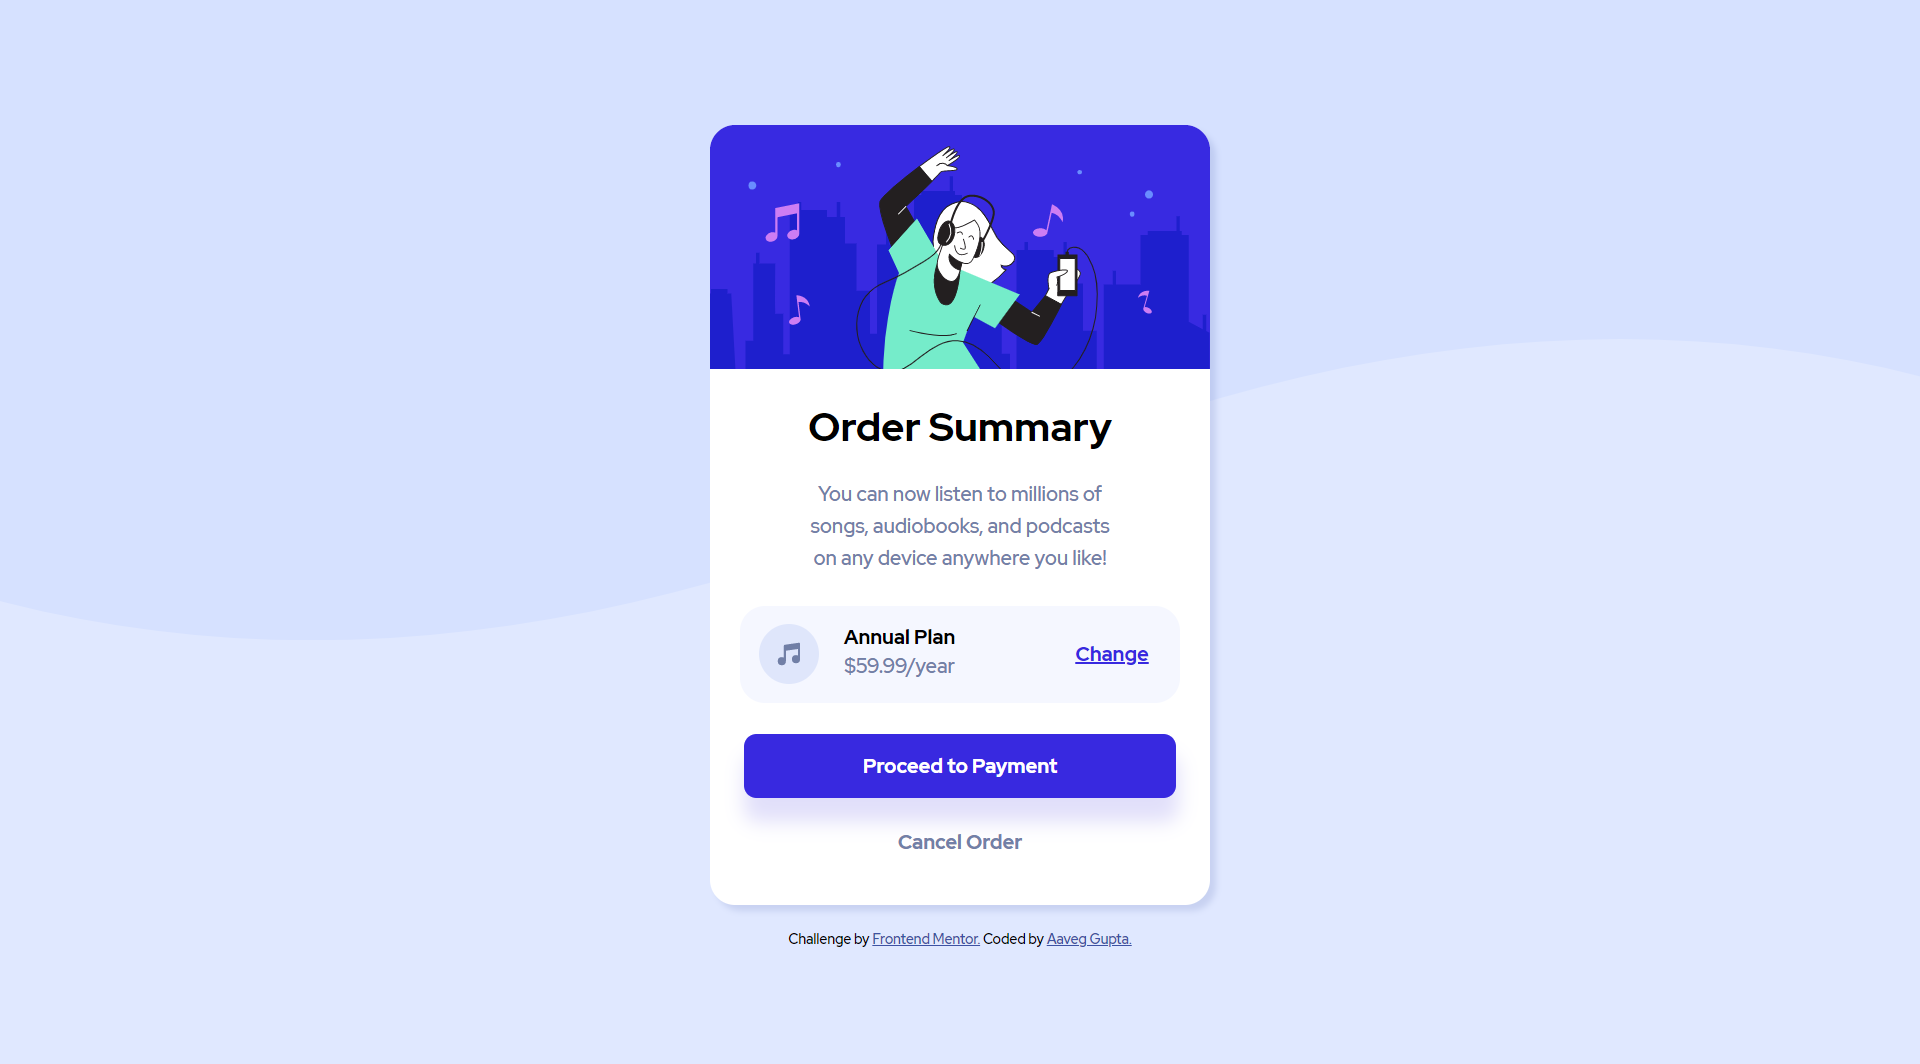 Order Summary
You can now listen to millions of
songs, audiobooks, and podcasts
on any device anywhere you like!
Annual Plan
$59.99/year
Change
Proceed to Payment
Cancel Order
Challenge by Frontend Mentor. Coded by Aaveg Gupta.